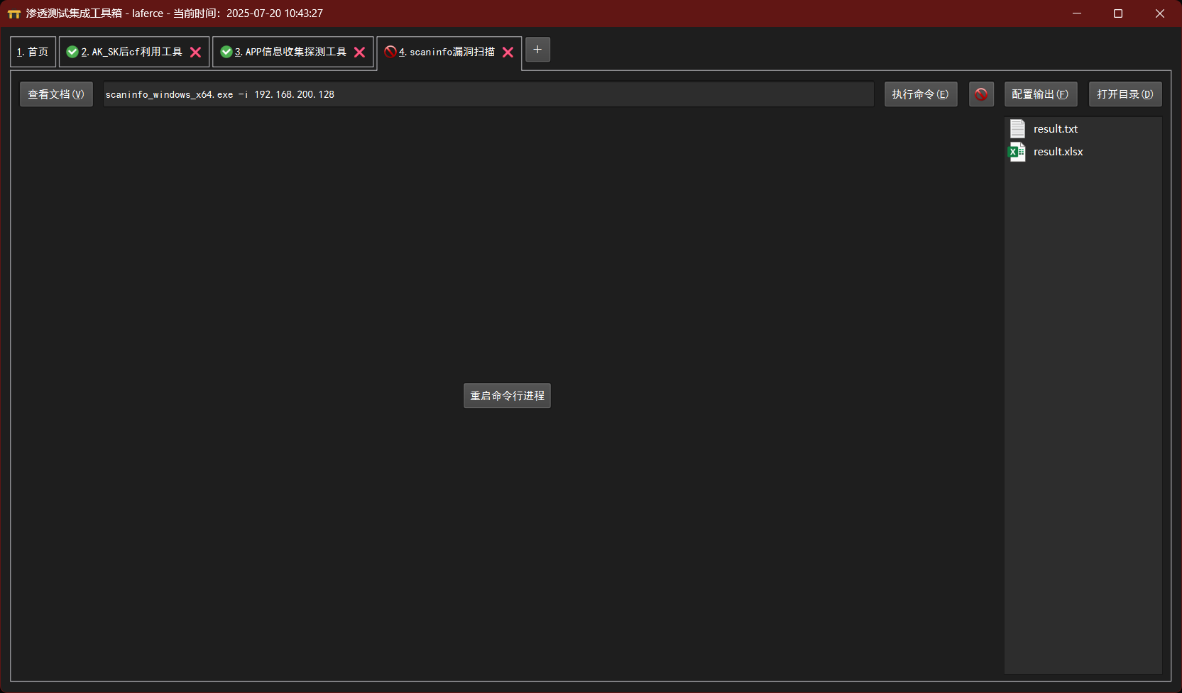 渗透测试集成工具箱 - laferce - 当前时间：2025-07-20 10:43:27
1. 首页 2. AK_SK后cf利用工具 3. APP信息收集探测工具 4. scaninfo漏洞扫描 +
查看文档(V) scaninfo_windows_x64.exe -i 192.168.200.128 执行命令(E) 配置输出(F) 打开目录(D)
result.txt
result.xlsx
重启命令行进程